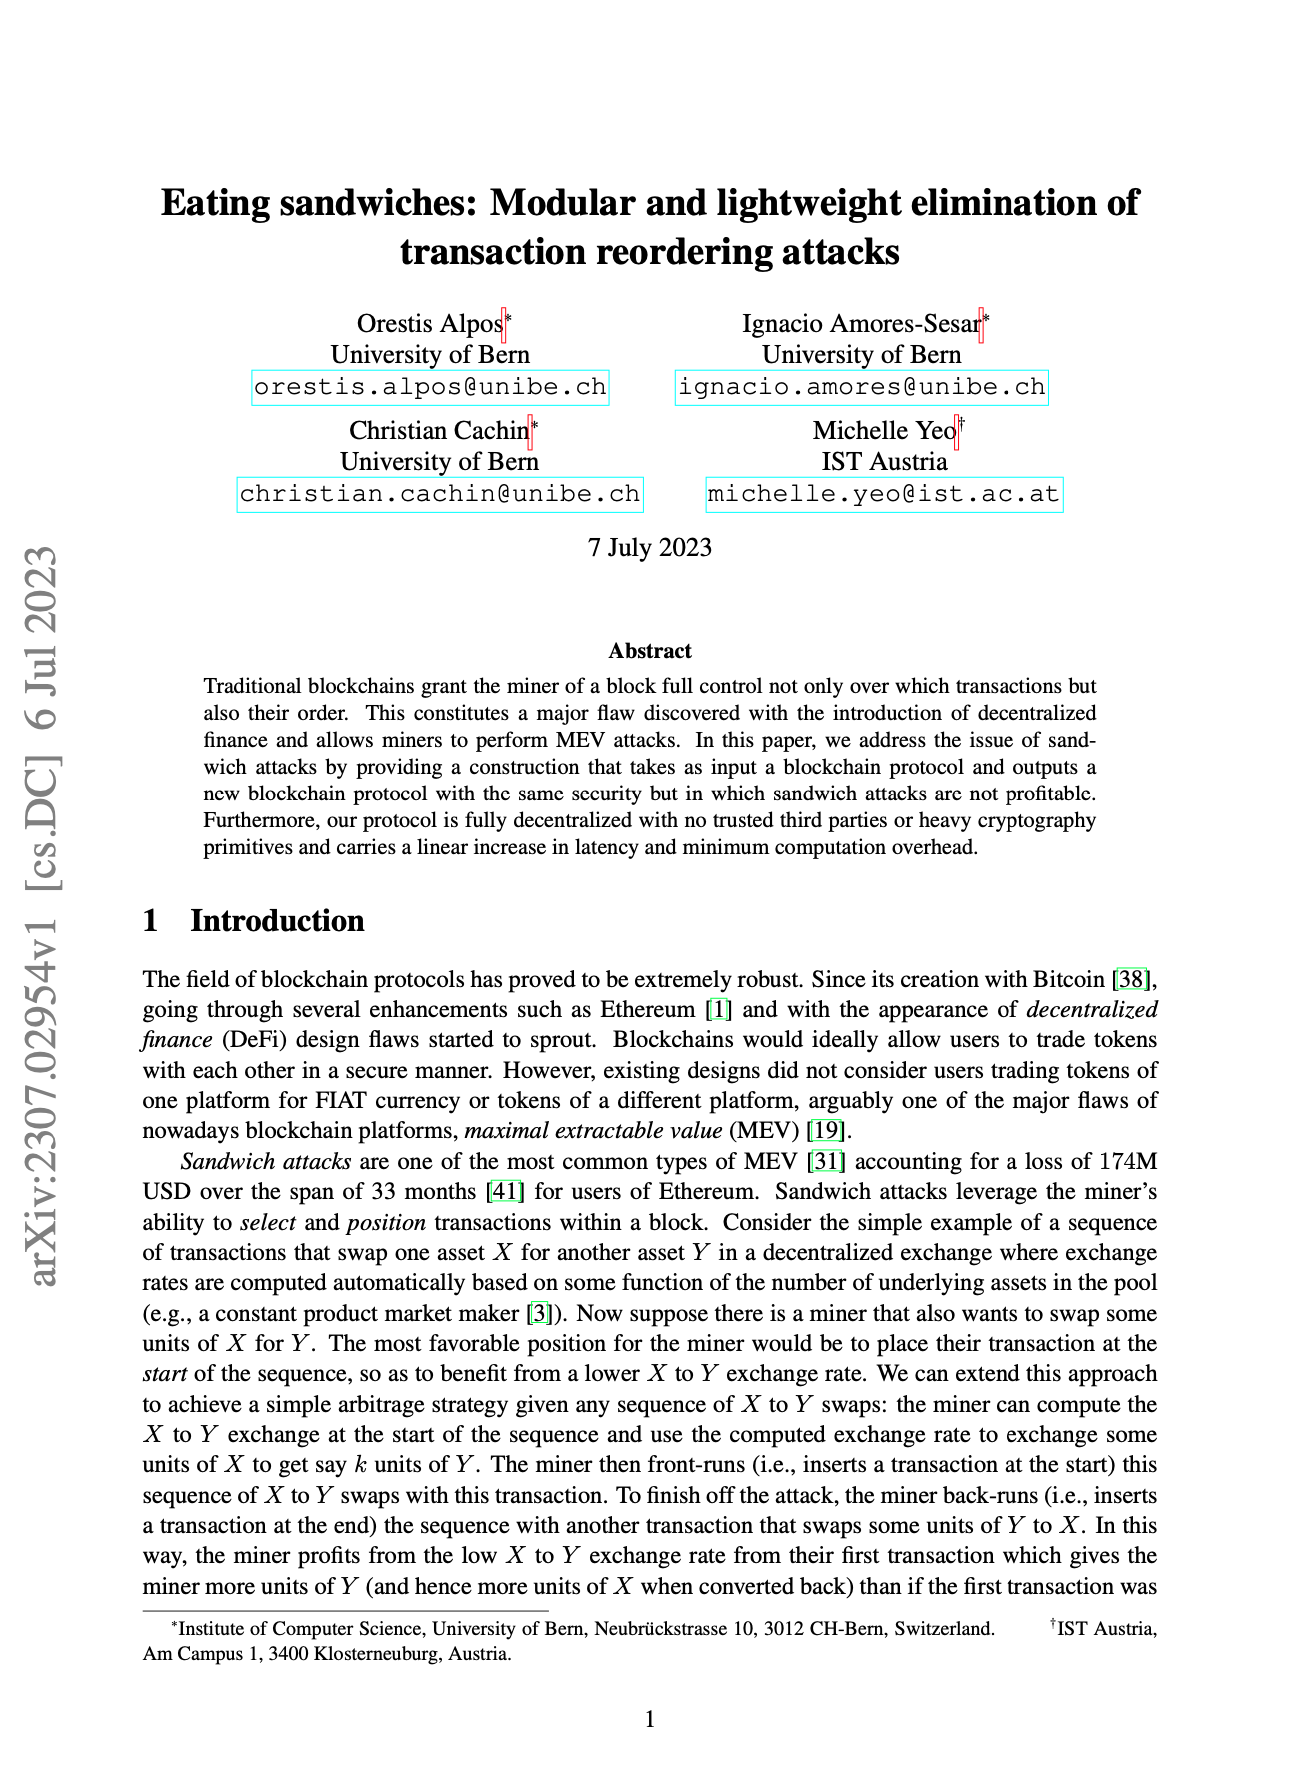 Eating sandwiches: Modular and lightweight elimination of
transaction reordering attacks
Orestis Alpos*
University of Bern
orestis.alpos@unibe.ch
Ignacio Amores-Sesar*
University of Bern
ignacio.amores@unibe.ch
Christian Cachin*
University of Bern
christian.cachin@unibe.ch
Michelle Yeo†
IST Austria
michelle.yeo@ist.ac.at
7 July 2023
arXiv:2307.02954v1 [cs.DC] 6 Jul 2023
Abstract
Traditional blockchains grant the miner of a block full control not only over which transactions but
also their order. This constitutes a major flaw discovered with the introduction of decentralized
finance and allows miners to perform MEV attacks. In this paper, we address the issue of sand-
wich attacks by providing a construction that takes as input a blockchain protocol and outputs a
new blockchain protocol with the same security but in which sandwich attacks are not profitable.
Furthermore, our protocol is fully decentralized with no trusted third parties or heavy cryptography
primitives and carries a linear increase in latency and minimum computation overhead.
1 Introduction
The field of blockchain protocols has proved to be extremely robust. Since its creation with Bitcoin [38],
going through several enhancements such as Ethereum [1] and with the appearance of decentralized
finance (DeFi) design flaws started to sprout. Blockchains would ideally allow users to trade tokens
with each other in a secure manner. However, existing designs did not consider users trading tokens of
one platform for FIAT currency or tokens of a different platform, arguably one of the major flaws of
nowadays blockchain platforms, maximal extractable value (MEV) [19].
Sandwich attacks are one of the most common types of MEV [31] accounting for a loss of 174M
USD over the span of 33 months [41] for users of Ethereum. Sandwich attacks leverage the miner's
ability to select and position transactions within a block. Consider the simple example of a sequence
of transactions that swap one asset X for another asset Y in a decentralized exchange where exchange
rates are computed automatically based on some function of the number of underlying assets in the pool
(e.g., a constant product market maker [3]). Now suppose there is a miner that also wants to swap some
units of X for Y. The most favorable position for the miner would be to place their transaction at the
start of the sequence, so as to benefit from a lower X to Y exchange rate. We can extend this approach
to achieve a simple arbitrage strategy given any sequence of X to Y swaps: the miner can compute the
X to Y exchange at the start of the sequence and use the computed exchange rate to exchange some
units of X to get say k units of Y. The miner then front-runs (i.e., inserts a transaction at the start) this
sequence of X to Y swaps with this transaction. To finish off the attack, the miner back-runs (i.e., inserts
a transaction at the end) the sequence with another transaction that swaps some units of Y to X. In this
way, the miner profits from the low X to Y exchange rate from their first transaction which gives the
miner more units of Y (and hence more units of X when converted back) than if the first transaction was
*Institute of Computer Science, University of Bern, Neubrückstrasse 10, 3012 CH-Bern, Switzerland. †IST Austria,
Am Campus 1, 3400 Klosterneuburg, Austria.
1